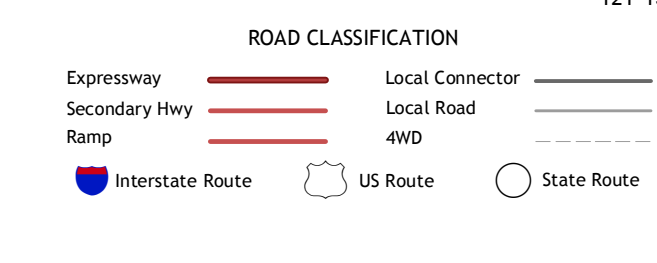 ROAD CLASSIFICATION
Expressway
Local Connector
Secondary Hwy
Local Road
Ramp
4WD
Interstate Route
US Route
State Route